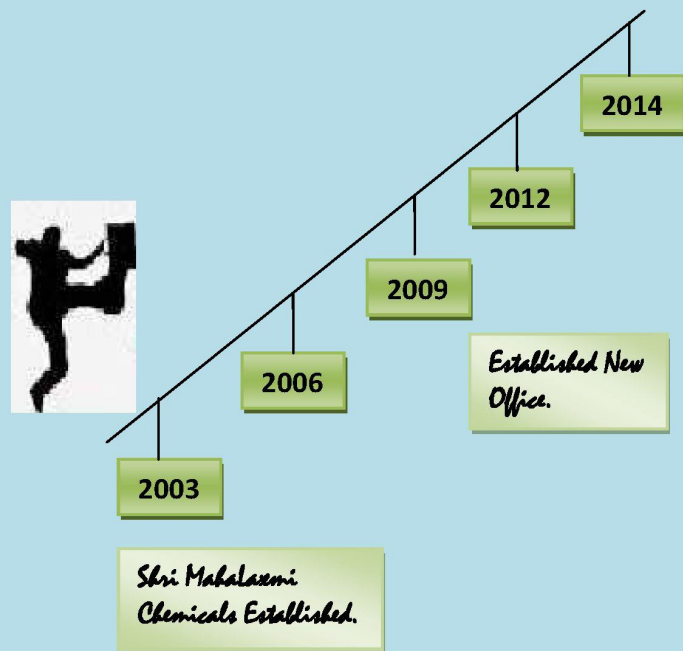 2014
2012
2009
2006
Established New
Office.
2003
Shri MahaLaxmi
Chemicals Established.